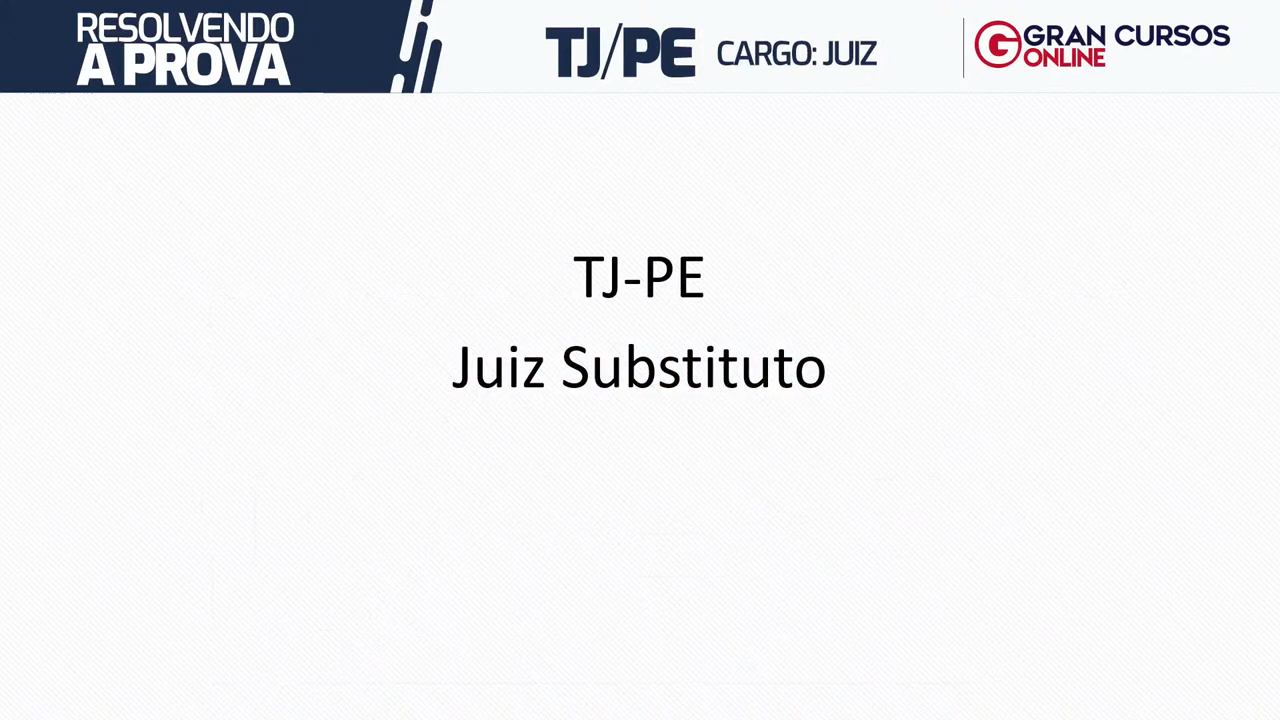 RESOLVENDO
A PROVA
TJ/PE CARGO: JUIZ
G GRAN CURSOS
ONLINE
TJ-PE
Juiz Substituto